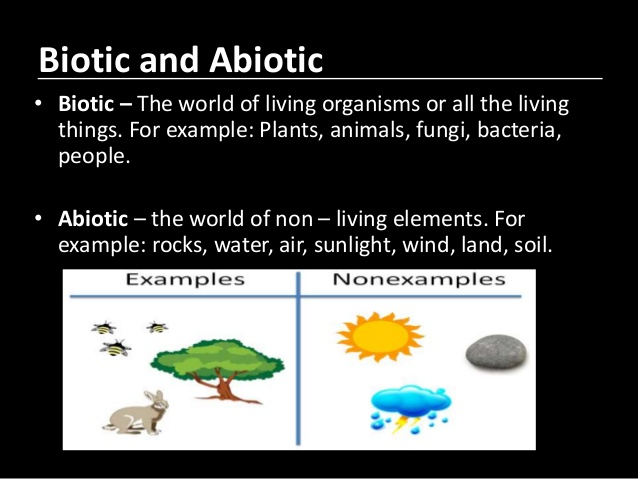 Biotic and Abiotic
• Biotic – The world of living organisms or all the living
things. For example: Plants, animals, fungi, bacteria,
people.
• Abiotic – the world of non – living elements. For
example: rocks, water, air, sunlight, wind, land, soil.
Examples Nonexamples